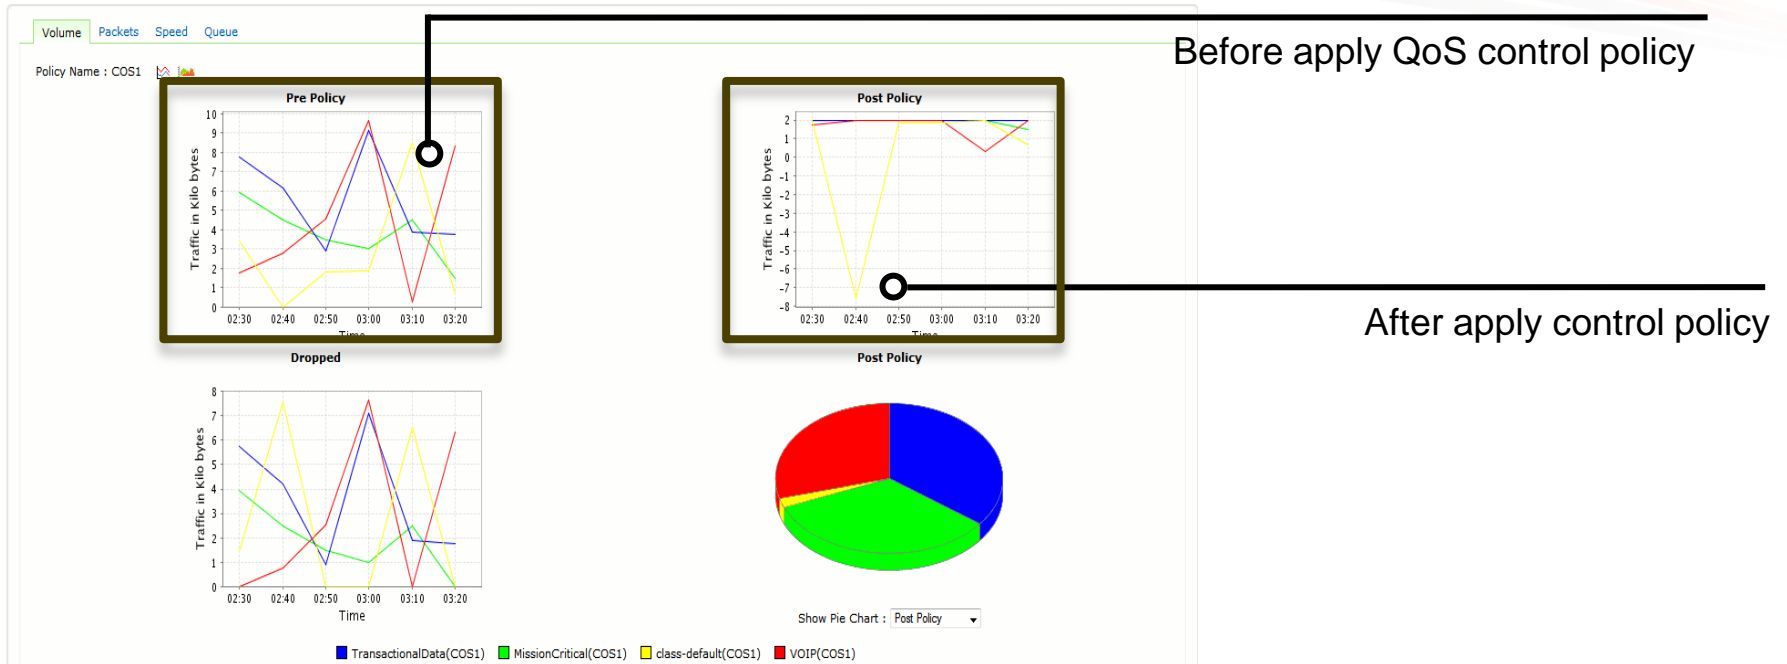 Volume Packets Speed Queue
Before apply QoS control policy
Policy Name : COS1
Pre Policy
Traffic in Kilo bytes
10
9
8
7
6
5
4
3
2
1
0
02:30 02:40 02:50 03:00 03:10 03:20
Time
Post Policy
Traffic in Kilo bytes
2
1
0
-1
-2
-3
-4
-5
-6
-7
-8
02:30 02:40 02:50 03:00 03:10 03:20
Time
After apply control policy
Dropped
Traffic in Kilo bytes
8
7
6
5
4
3
2
1
0
02:30 02:40 02:50 03:00 03:10 03:20
Time
Post Policy
Show Pie Chart : Post Policy
TransactionalData(COS1) MissionCritical(COS1) class-default(COS1) VOIP(COS1)